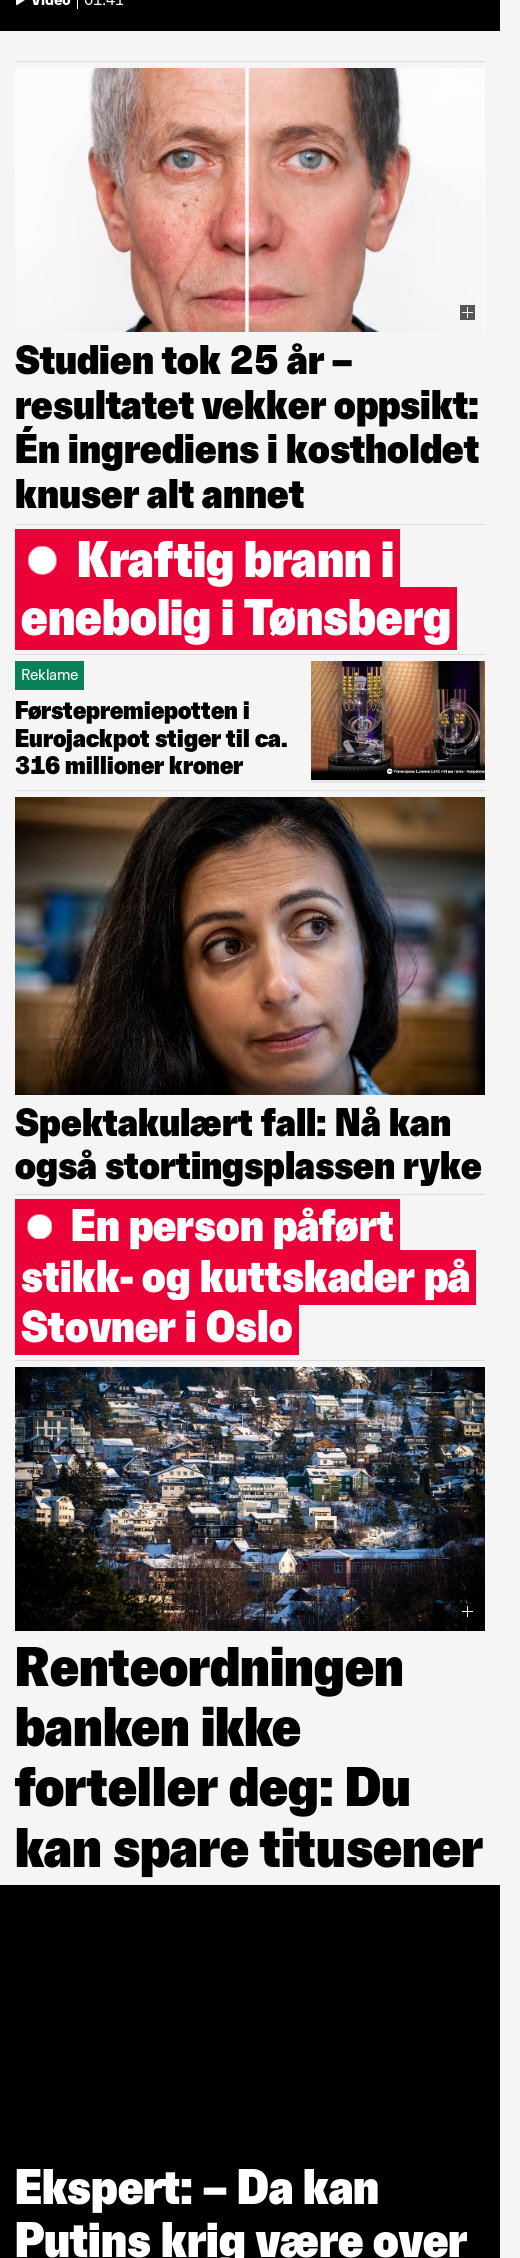 Video | 01:41
Studien tok 25 år –
resultatet vekker oppsikt:
Én ingrediens i kostholdet
knuser alt annet
Kraftig brann i
enebolig i Tønsberg
Reklame
Førstepremiepotten i
Eurojackpot stiger til ca.
316 millioner kroner
Spektakulært fall: Nå kan
også stortingsplassen ryke
En person påført
stikk- og kuttskader på
Stovner i Oslo
Renteordningen
banken ikke
forteller deg: Du
kan spare titusener
Ekspert: – Da kan
Putins krig være over